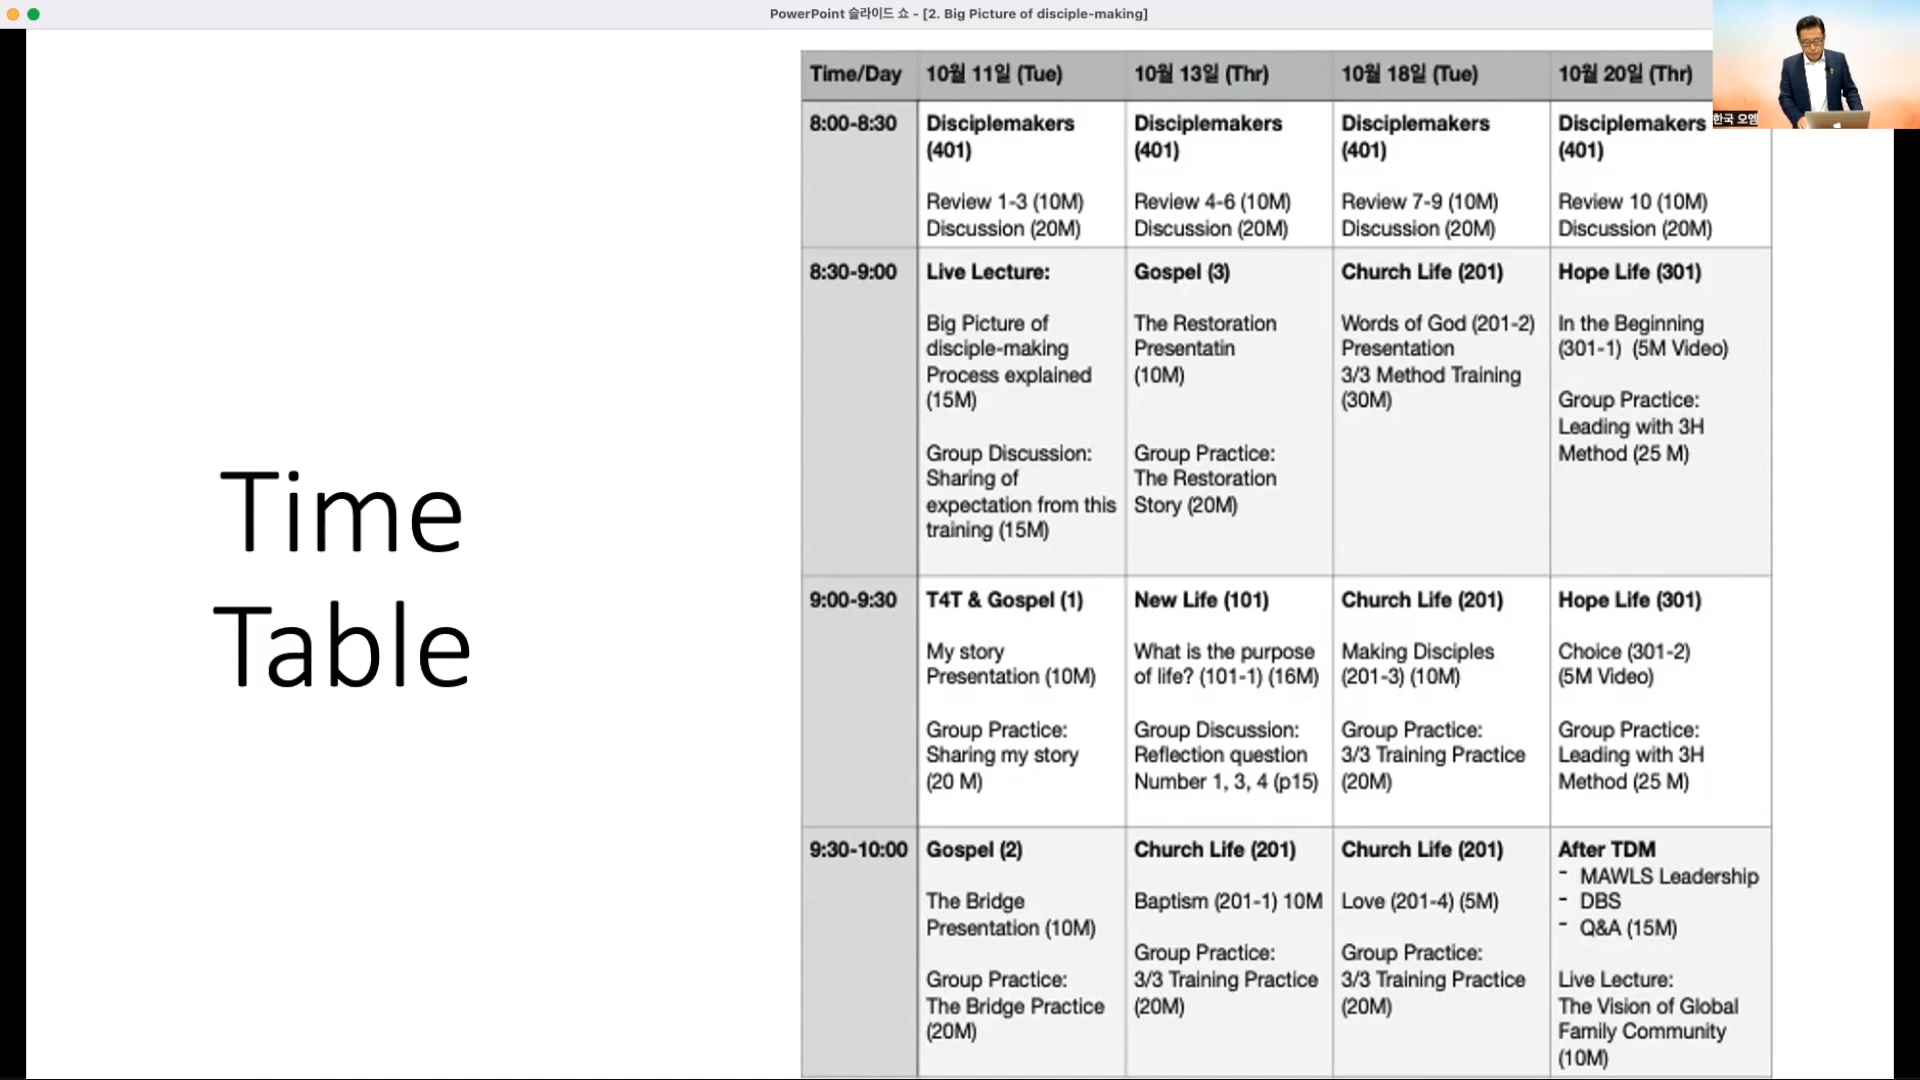 PowerPoint 슬라이드 쇼 - [2. Big Picture of disciple-making]
한국 오엠
Time
Table
Time/Day
10월 11일 (Tue)
10월 13일 (Thr)
10월 18일 (Tue)
10월 20일 (Thr)
8:00-8:30
Disciplemakers
(401)
Review 1-3 (10M)
Discussion (20M)
Disciplemakers
(401)
Review 4-6 (10M)
Discussion (20M)
Disciplemakers
(401)
Review 7-9 (10M)
Discussion (20M)
Disciplemakers
(401)
Review 10 (10M)
Discussion (20M)
8:30-9:00
Live Lecture:
Big Picture of
disciple-making
Process explained
(15M)
Group Discussion:
Sharing of
expectation from this
training (15M)
Gospel (3)
The Restoration
Presentatin
(10M)
Group Practice:
The Restoration
Story (20M)
Church Life (201)
Words of God (201-2)
Presentation
3/3 Method Training
(30M)
Hope Life (301)
In the Beginning
(301-1) (5M Video)
Group Practice:
Leading with 3H
Method (25 M)
9:00-9:30
T4T & Gospel (1)
My story
Presentation (10M)
Group Practice:
Sharing my story
(20 M)
New Life (101)
What is the purpose
of life? (101-1) (16M)
Group Discussion:
Reflection question
Number 1, 3, 4 (p15)
Church Life (201)
Making Disciples
(201-3) (10M)
Group Practice:
3/3 Training Practice
(20M)
Hope Life (301)
Choice (301-2)
(5M Video)
Group Practice:
Leading with 3H
Method (25 M)
9:30-10:00
Gospel (2)
The Bridge
Presentation (10M)
Group Practice:
The Bridge Practice
(20M)
Church Life (201)
Baptism (201-1) 10M
Group Practice:
3/3 Training Practice
(20M)
Church Life (201)
Love (201-4) (5M)
Group Practice:
3/3 Training Practice
(20M)
After TDM
- MAWLS Leadership
- DBS
- Q&A (15M)
Live Lecture:
The Vision of Global
Family Community
(10M)